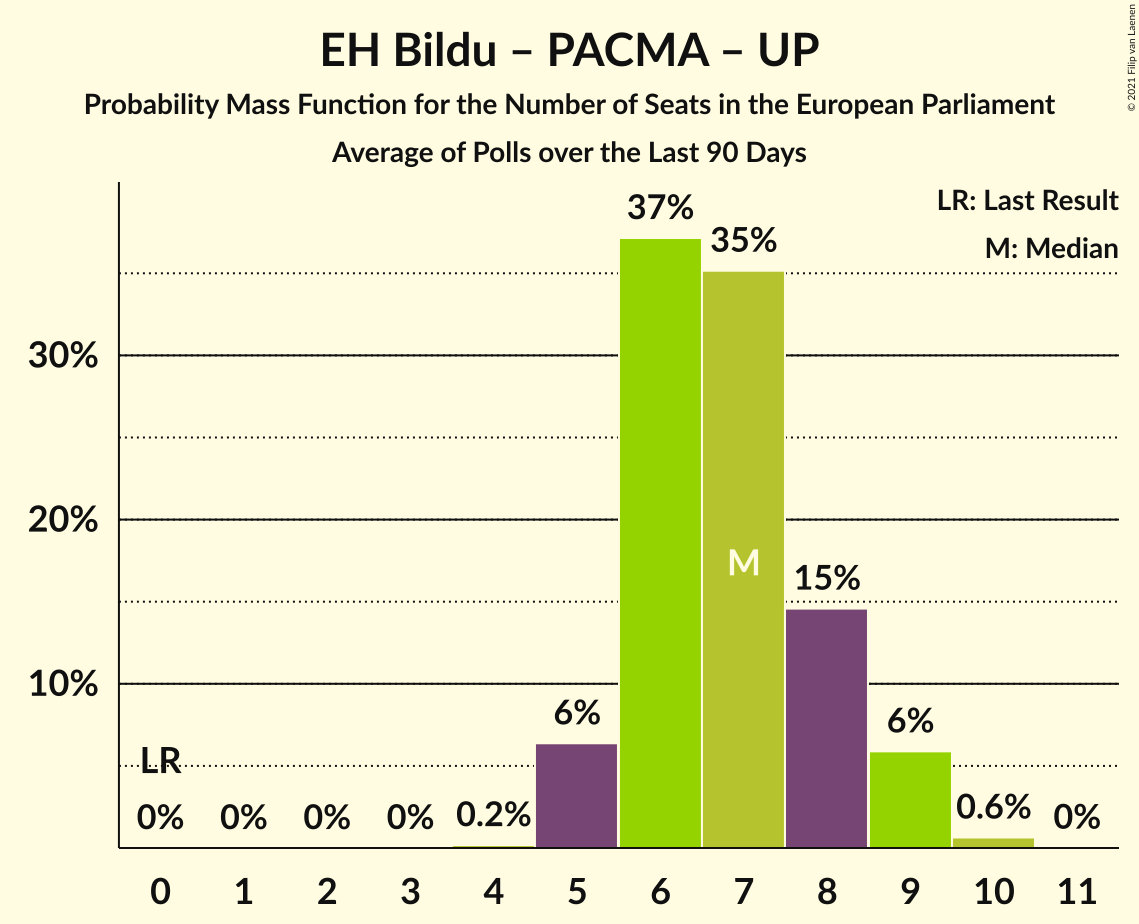 EH Bildu – PACMA – UP
Probability Mass Function for the Number of Seats in the European Parliament
Average of Polls over the Last 90 Days
© 2021 Filip van Laenen
LR: Last Result
M: Median
37%
35%
30%
20%
M
15%
10%
6%
6%
LR
0%
0%
0%
0%
0.2%
0.6%
0%
0 1 2 3 4 5 6 7 8 9 10 11